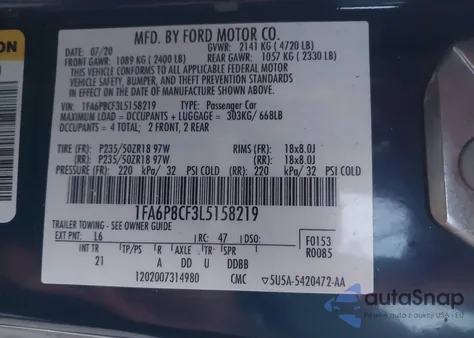 MFD. BY FORD MOTOR CO.
DATE: 07/20 GVWR: 2141 KG ( 4720 LB)
FRONT GAWR: 1089 KG ( 2400 LB) REAR GAWR: 1057 KG ( 2330 LB)
THIS VEHICLE CONFORMS TO ALL APPLICABLE FEDERAL MOTOR
VEHICLE SAFETY, BUMPER, AND THEFT PREVENTION STANDARDS
IN EFFECT ON THE DATE OF MANUFACTURE SHOWN ABOVE.
VIN: 1FA6P8CF3L5158219 TYPE: Passenger Car
MAXIMUM LOAD = OCCUPANTS + LUGGAGE = 303KG/ 668LB
OCCUPANTS = 4 TOTAL: 2 FRONT, 2 REAR
TIRE (FR): P235/50ZR18 97W RIMS (FR): 18x8.0J
(RR): P235/50ZR18 97W (RR): 18x8.0J
PRESSURE (FR): 220 kPa/ 32 PSI COLD (RR): 220 kPa/ 32 PSI COLD
1FA6P8CF3L5158219
TRAILER TOWING - SEE OWNER GUIDE
EXT PNT: L6 RC: 47 DSO: F0153
R0085
INT TR TP/PS R AXLE TR SPR
21 A DD U DDBB
1202007314980 CMC 5U5A-5420472-AA
autoSnap